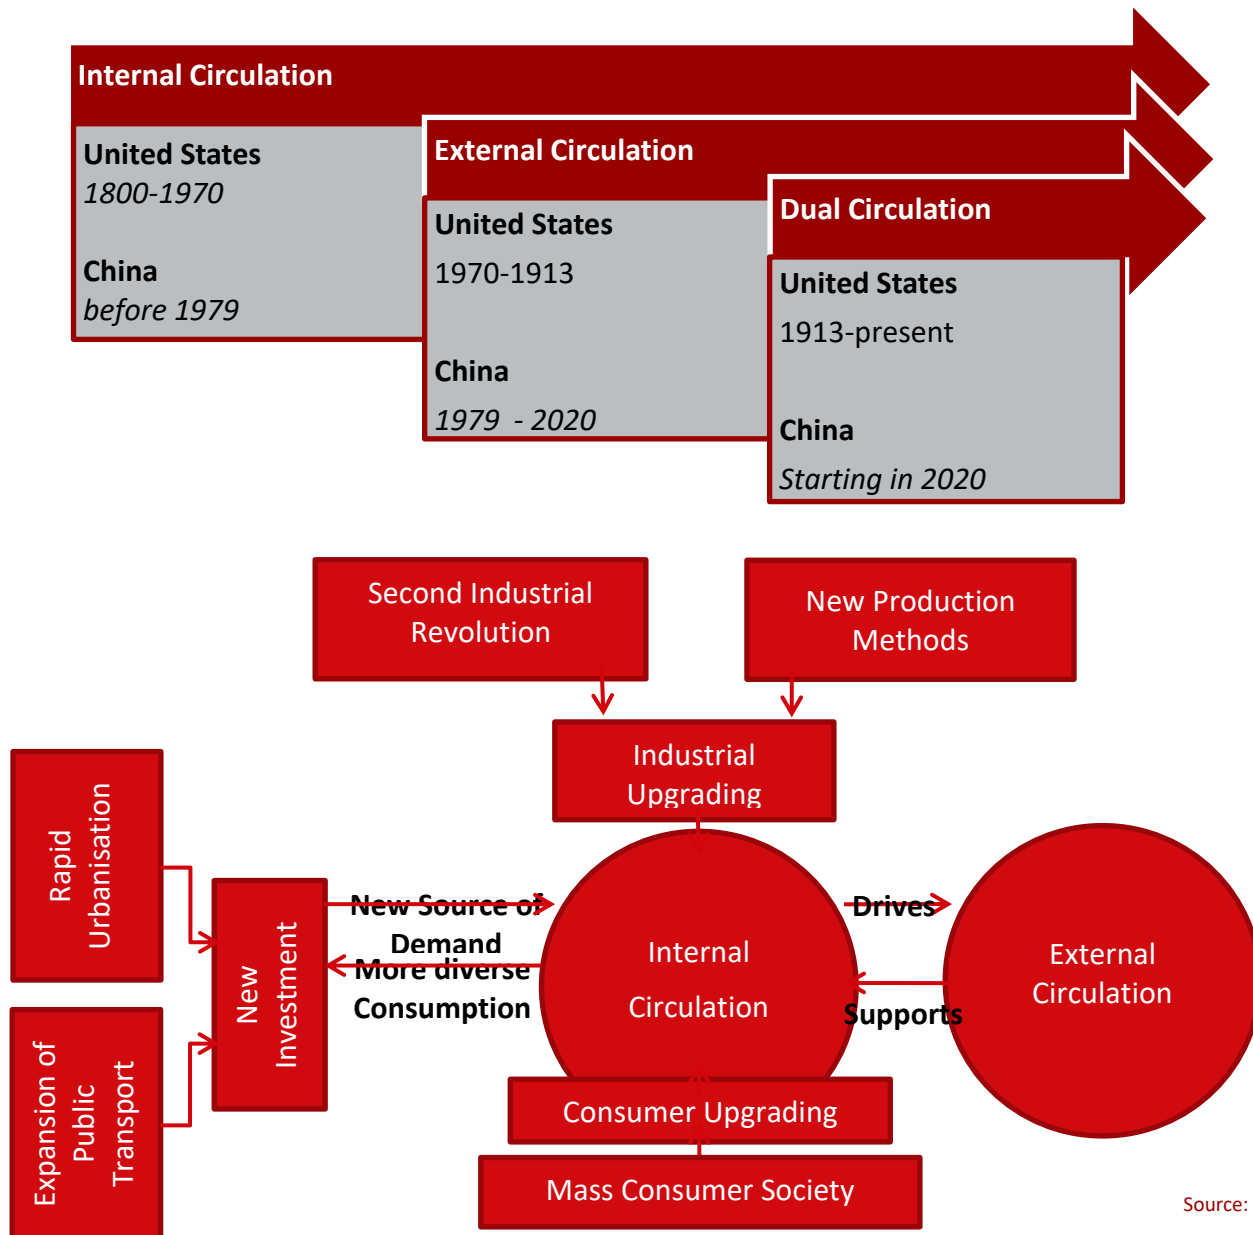 Internal Circulation
United States
1800-1970
China
before 1979
External Circulation
United States
1970-1913
China
1979 - 2020
Dual Circulation
United States
1913-present
China
Starting in 2020
Second Industrial
Revolution
New Production
Methods
Industrial
Upgrading
Rapid
Urbanisation
Expansion of
Public
Transport
New
Investment
New Source of
Demand
More diverse
Consumption
Internal
Circulation
Drives
Supports
External
Circulation
Consumer Upgrading
Mass Consumer Society
Source: